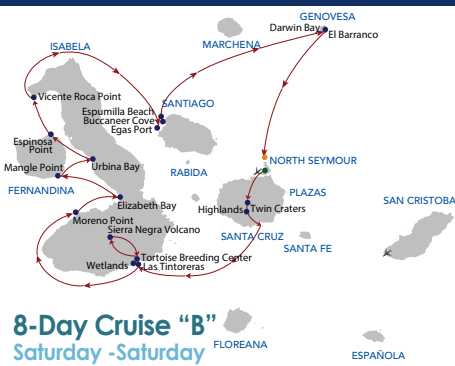 GENOVESA
Darwin Bay
El Barranco
MARCHENA
ISABELA
Vicente Roca Point
Espumilla Beach
SANTIAGO
Buccaneer Cove
Egas Port
Espinosa
Point
Mangle Point
Urbina Bay
RABIDA
NORTH SEYMOUR
FERNANDINA
PLAZAS
Elizabeth Bay
Highlands
Twin Craters
SAN CRISTOBA
Moreno Point
Sierra Negra Volcano
SANTA CRUZ
SANTA FE
Tortoise Breeding Center
Wetlands
Las Tintoreras
8-Day Cruise “B”
Saturday -Saturday
FLOREANA
ESPAÑOLA